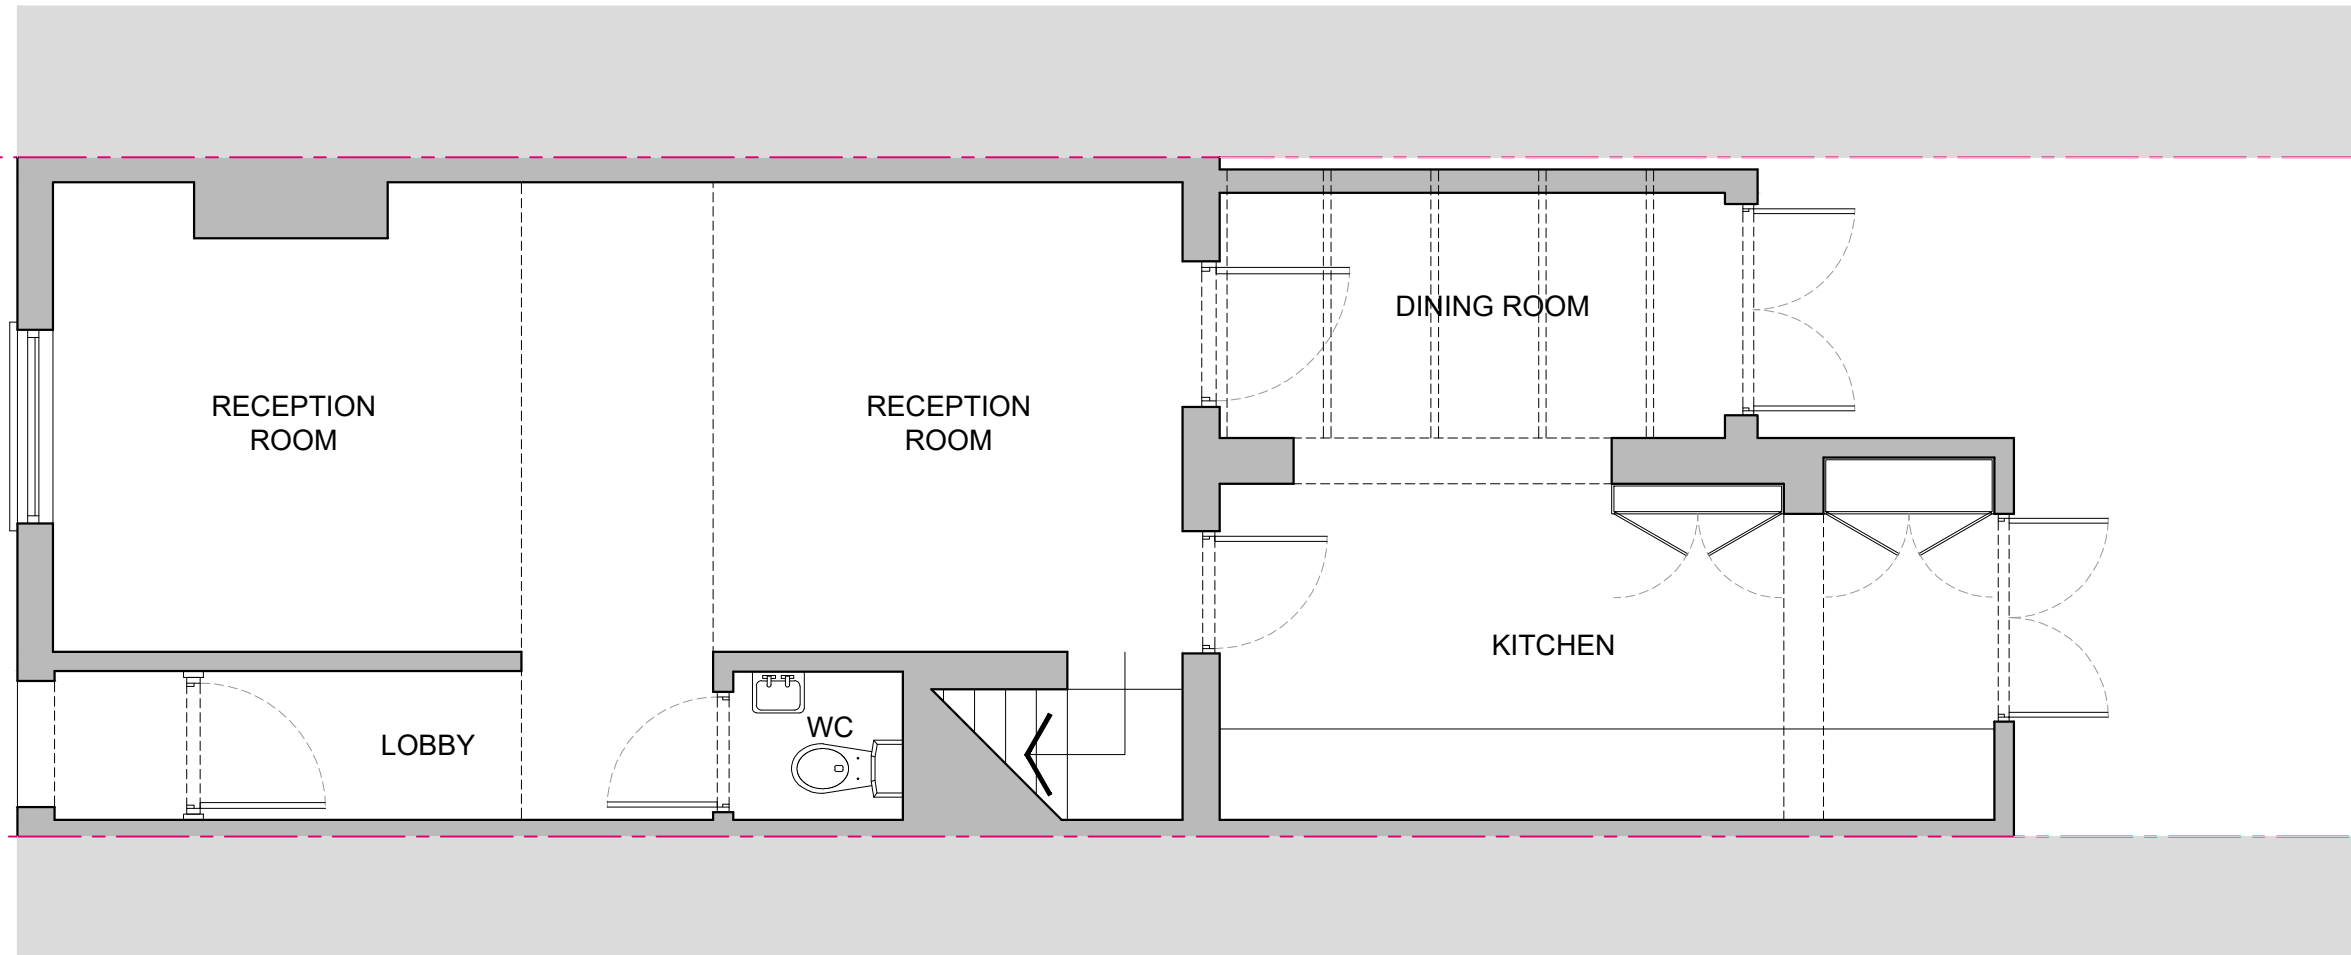 DINING ROOM
RECEPTION
ROOM
RECEPTION
ROOM
KITCHEN
WC
LOBBY